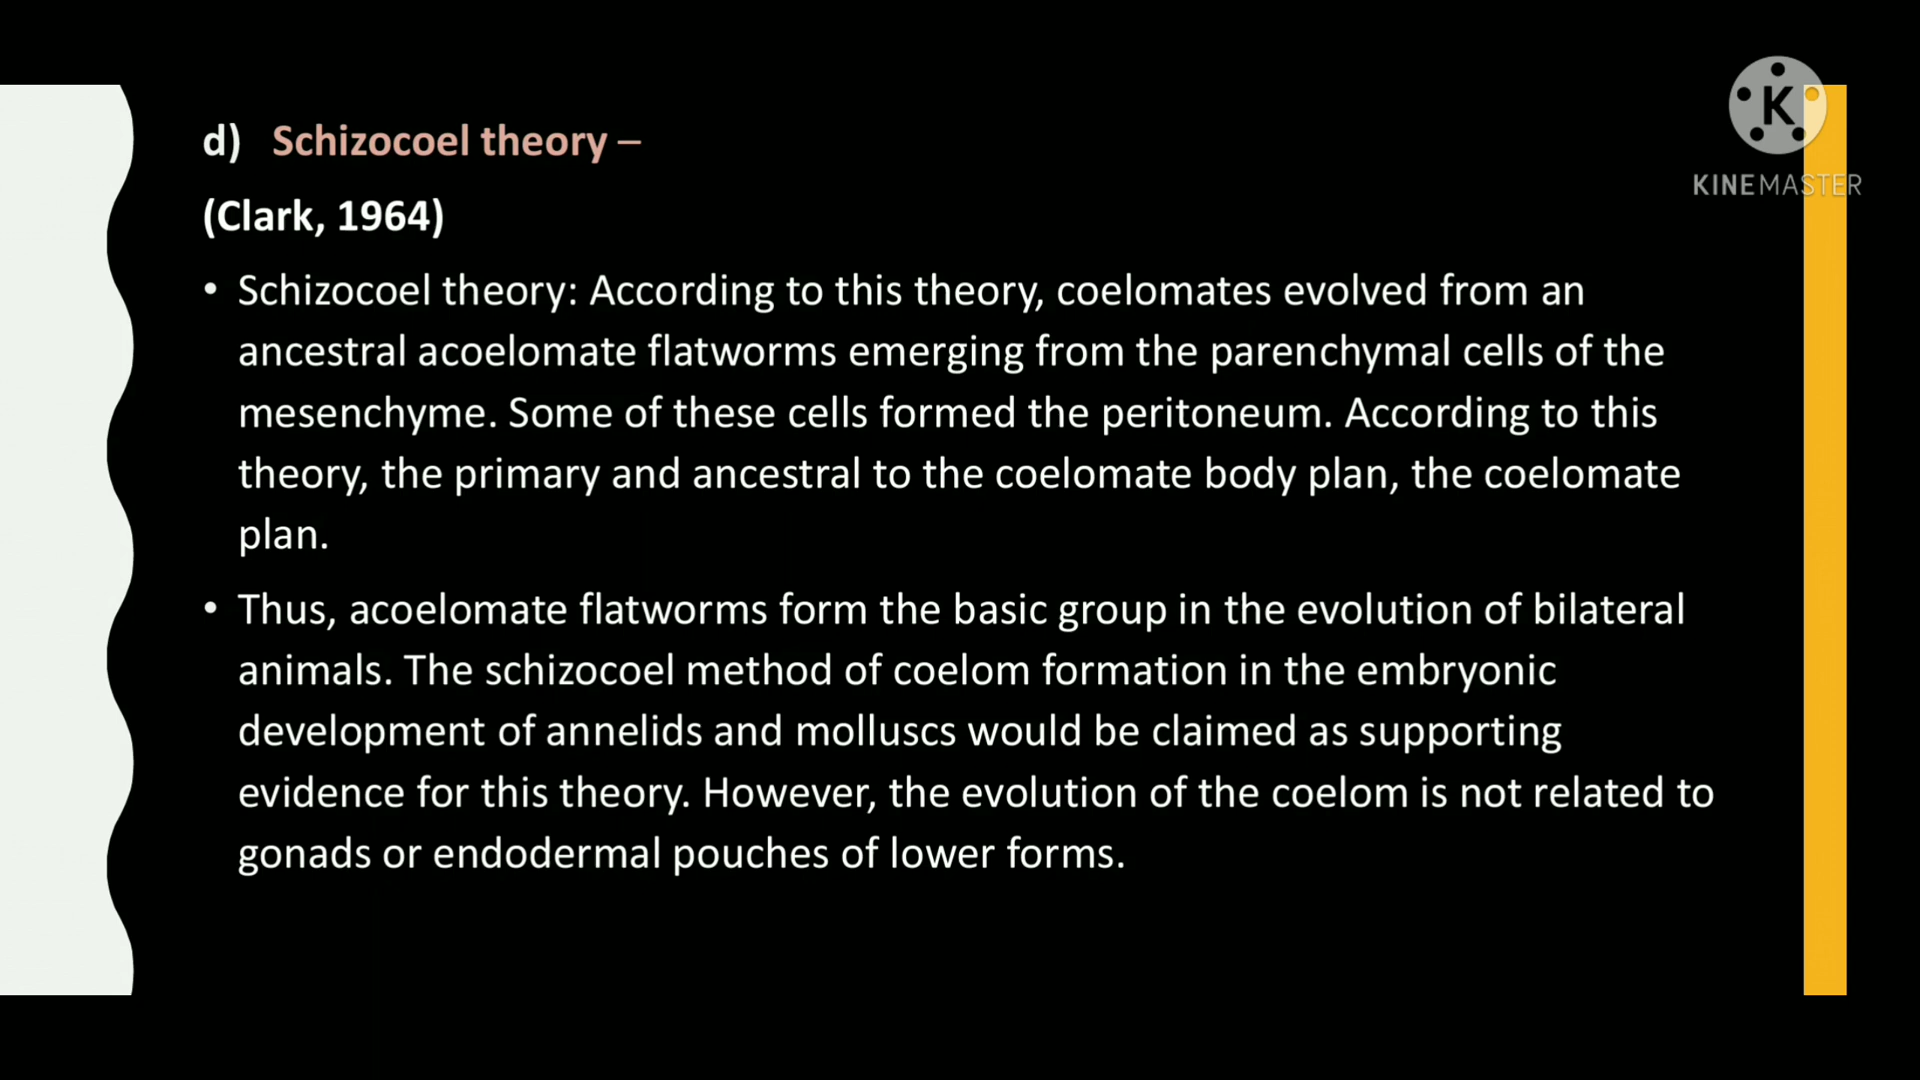 d) Schizocoel theory –
(Clark, 1964)
• Schizocoel theory: According to this theory, coelomates evolved from an
ancestral acoelomate flatworms emerging from the parenchymal cells of the
mesenchyme. Some of these cells formed the peritoneum. According to this
theory, the primary and ancestral to the coelomate body plan, the coelomate
plan.
• Thus, acoelomate flatworms form the basic group in the evolution of bilateral
animals. The schizocoel method of coelom formation in the embryonic
development of annelids and molluscs would be claimed as supporting
evidence for this theory. However, the evolution of the coelom is not related to
gonads or endodermal pouches of lower forms.
K
KINEMASTER